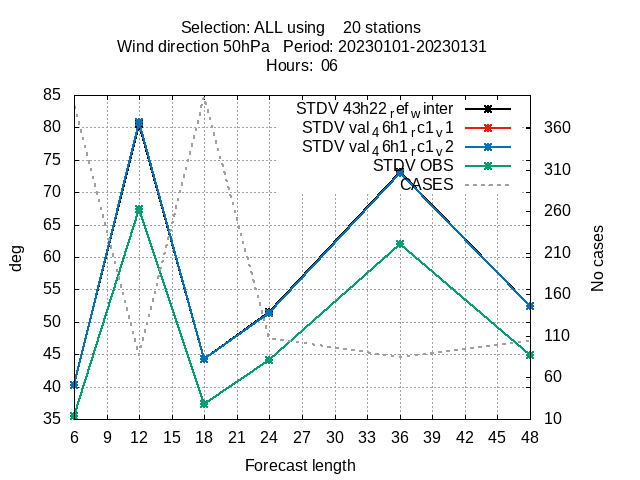 Selection: ALL using    20 stations
Wind direction 50hPa   Period: 20230101-20230131
Hours:  06
STDV 43h22_ref_winter
STDV val_46h1_rc1_v1
STDV val_46h1_rc1_v2
STDV OBS
CASES
85
80
75
70
65
60
55
50
45
40
35
deg
360
310
260
210
160
110
60
10
No cases
6 9 12 15 18 21 24 27 30 33 36 39 42 45 48
Forecast length